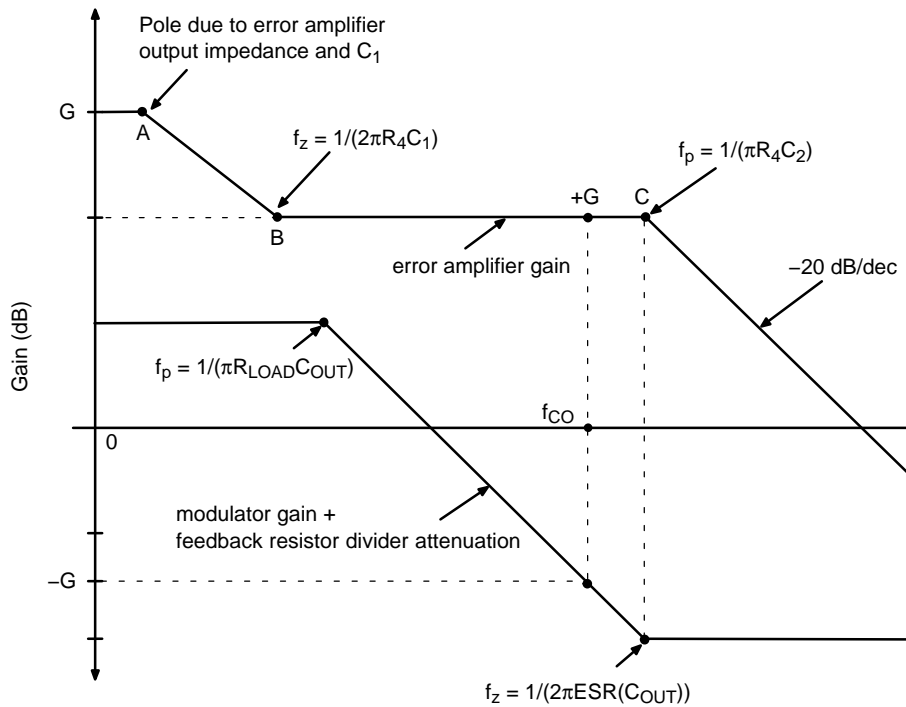 Pole due to error amplifier
output impedance and C1
G
A
fz = 1/(2πR4C1)
fp = 1/(πR4C2)
+G
C
B
error amplifier gain
–20 dB/dec
Gain (dB)
fp = 1/(πRLOADCOUT)
fCO
0
modulator gain +
feedback resistor divider attenuation
–G
fz = 1/(2πESR(COUT))